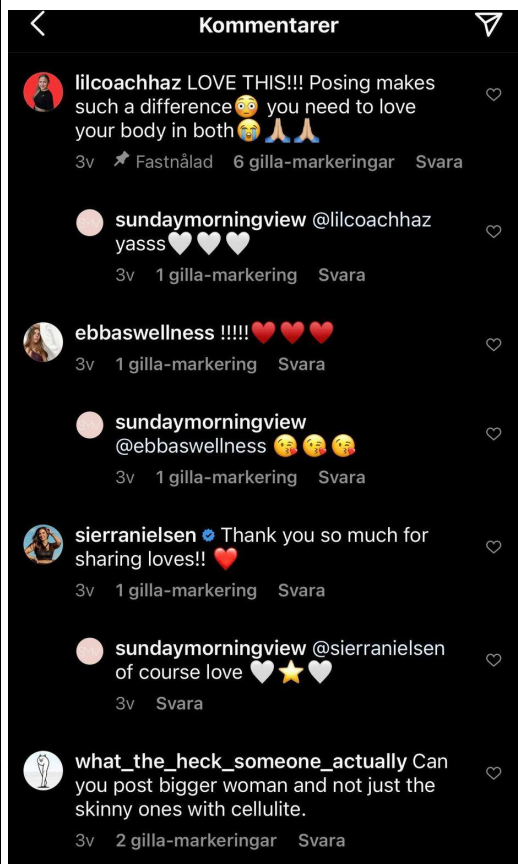 Kommentarer
lilcoachhaz LOVE THIS!!! Posing makes
such a difference😳 you need to love
your body in both😭🙏🏼🙏🏼
3v 📌 Fastnålad 6 gilla-markeringar Svara
sundaymorningview @lilcoachhaz
yasss🤍🤍🤍
3v 1 gilla-markering Svara
ebbaswellness !!!!!❤️❤️❤️
3v 1 gilla-markering Svara
sundaymorningview
@ebbaswellness 😘😘😘
3v 1 gilla-markering Svara
sierranielsen Thank you so much for
sharing loves!! ❤️
3v 1 gilla-markering Svara
sundaymorningview @sierranielsen
of course love 🤍⭐🤍
3v Svara
what_the_heck_someone_actually Can
you post bigger woman and not just the
skinny ones with cellulite.
3v 2 gilla-markeringar Svara